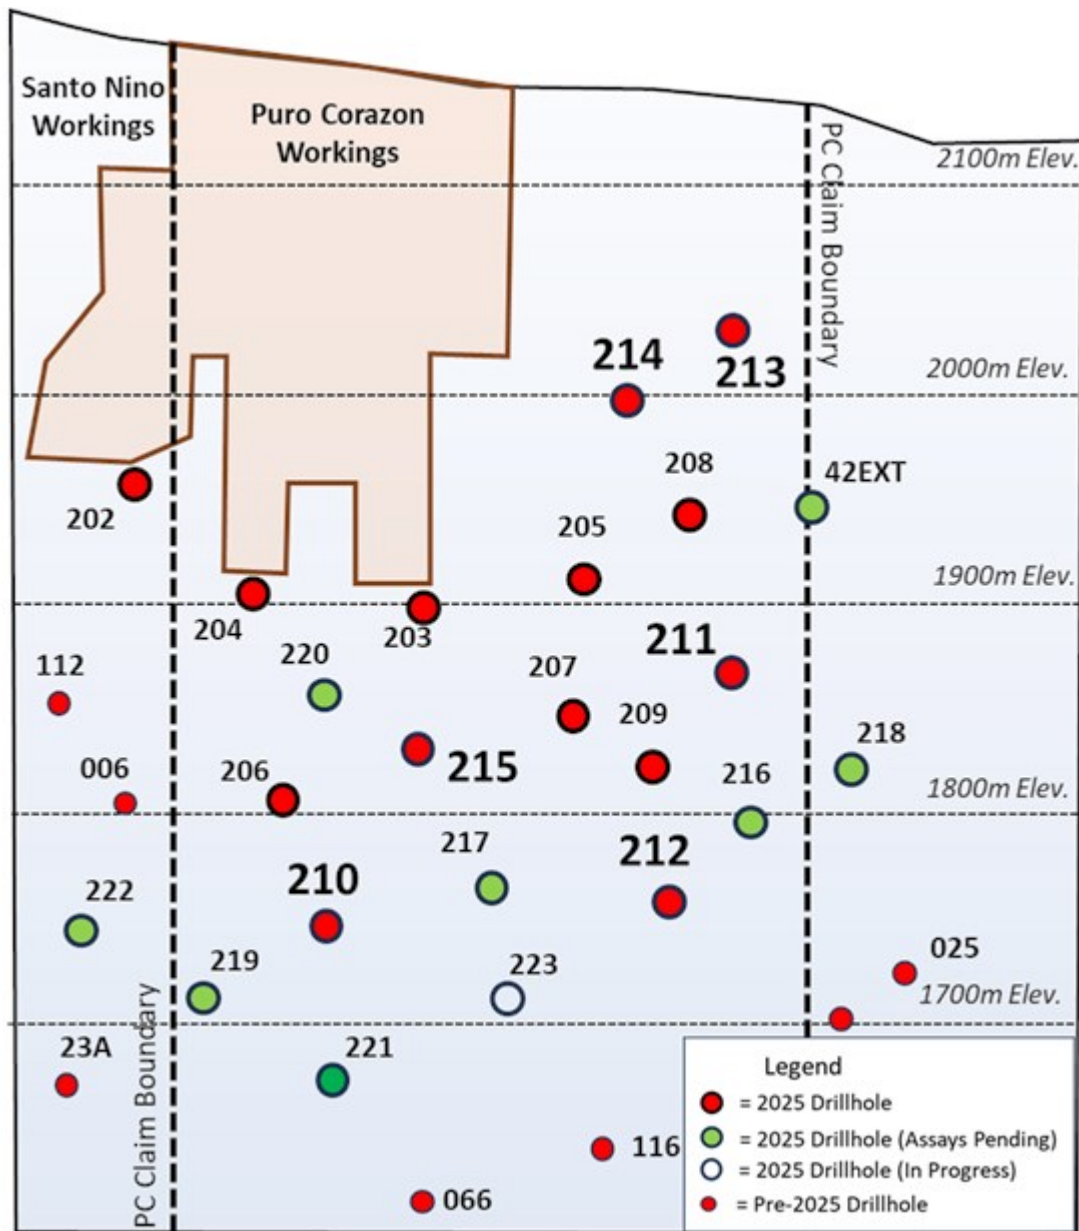 Santo Nino
Workings
Puro Corazon
Workings
PC Claim Boundary
2100m Elev.
214
213
2000m Elev.
208
42EXT
202
205
1900m Elev.
204
203
211
220
112
207
209
218
006
206
215
216
1800m Elev.
217
212
210
222
025
219
223
1700m Elev.
PC Claim Boundary
23A
221
116
066
Legend
= 2025 Drillhole
= 2025 Drillhole (Assays Pending)
= 2025 Drillhole (In Progress)
= Pre-2025 Drillhole